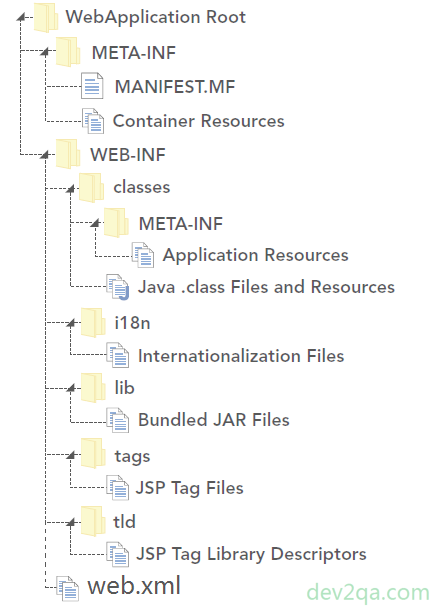 WebApplication Root
META-INF
MANIFEST.MF
Container Resources
WEB-INF
classes
META-INF
Application Resources
Java .class Files and Resources
i18n
Internationalization Files
lib
Bundled JAR Files
tags
JSP Tag Files
tld
JSP Tag Library Descriptors
web.xml
dev2qa.com